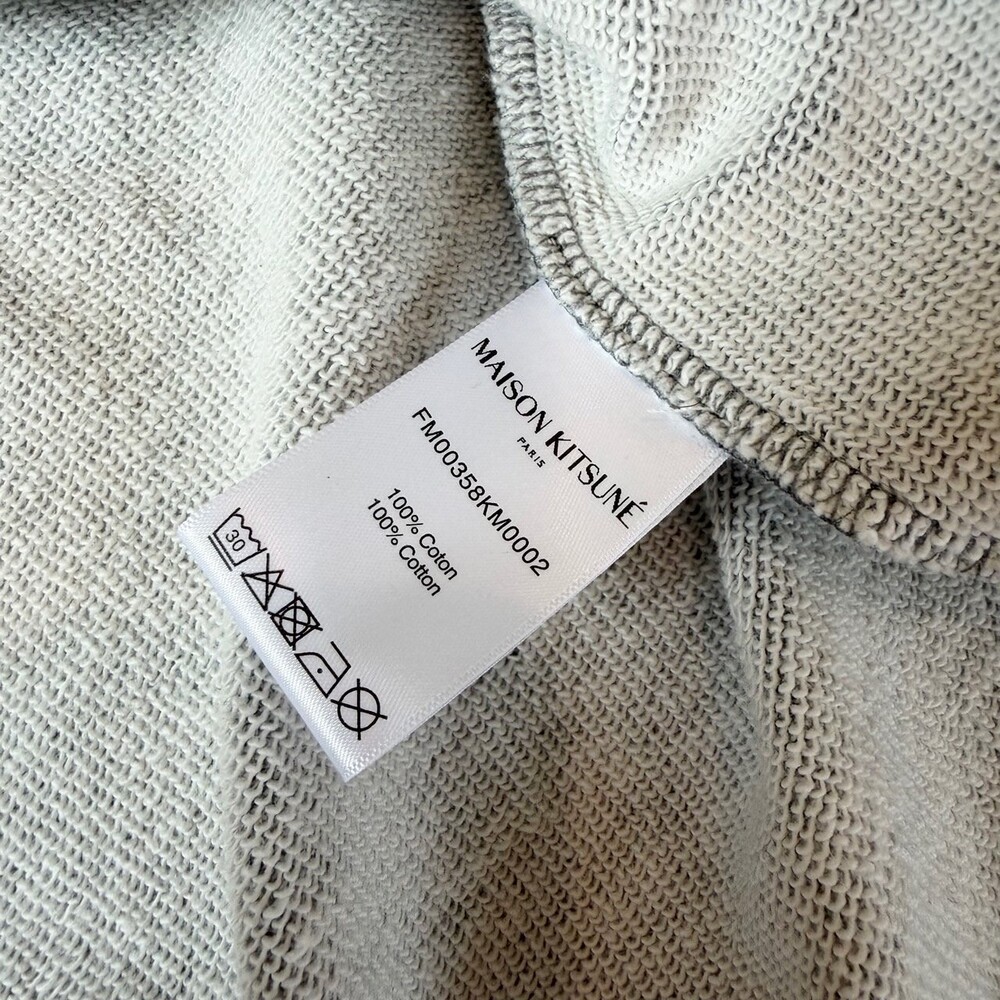 MAISON KITSUNÉ
PARIS
FM00358KM0002
100% Coton
100% Cotton
30